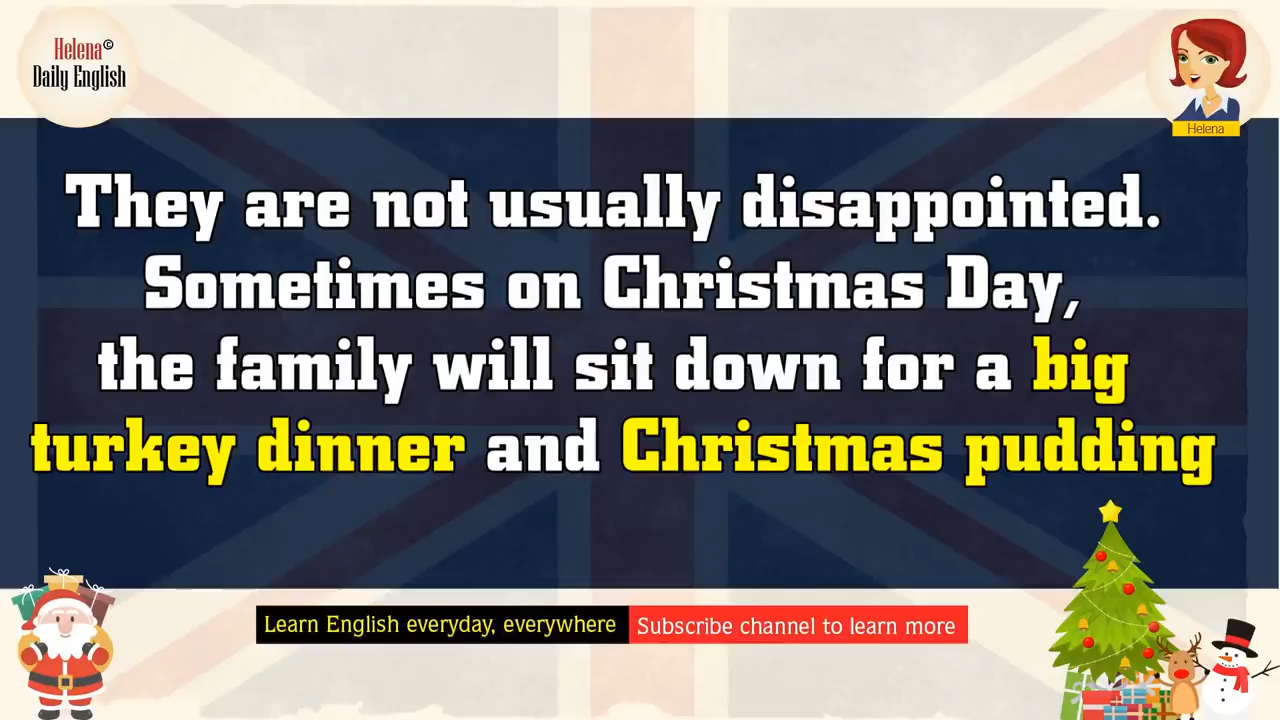 Helena©
Daily English
Helena
They are not usually disappointed.
Sometimes on Christmas Day,
the family will sit down for a big
turkey dinner and Christmas pudding
Learn English everyday, everywhere
Subscribe channel to learn more